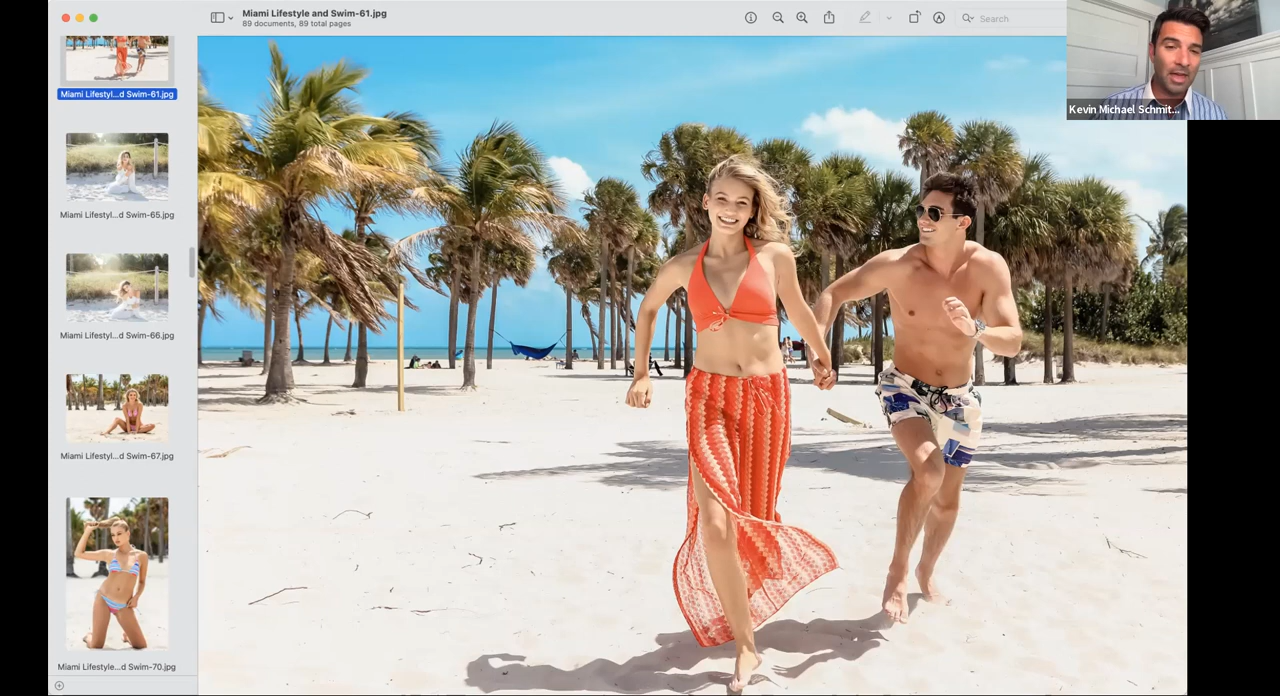 Miami Lifestyle and Swim-61.jpg
89 documents, 89 total pages
Search
Kevin Michael Schmit...
Miami Lifestyl...d Swim-61.jpg
Miami Lifestyl...d Swim-65.jpg
Miami Lifestyl...d Swim-66.jpg
Miami Lifestyl...d Swim-67.jpg
Miami Lifestyle...d Swim-70.jpg